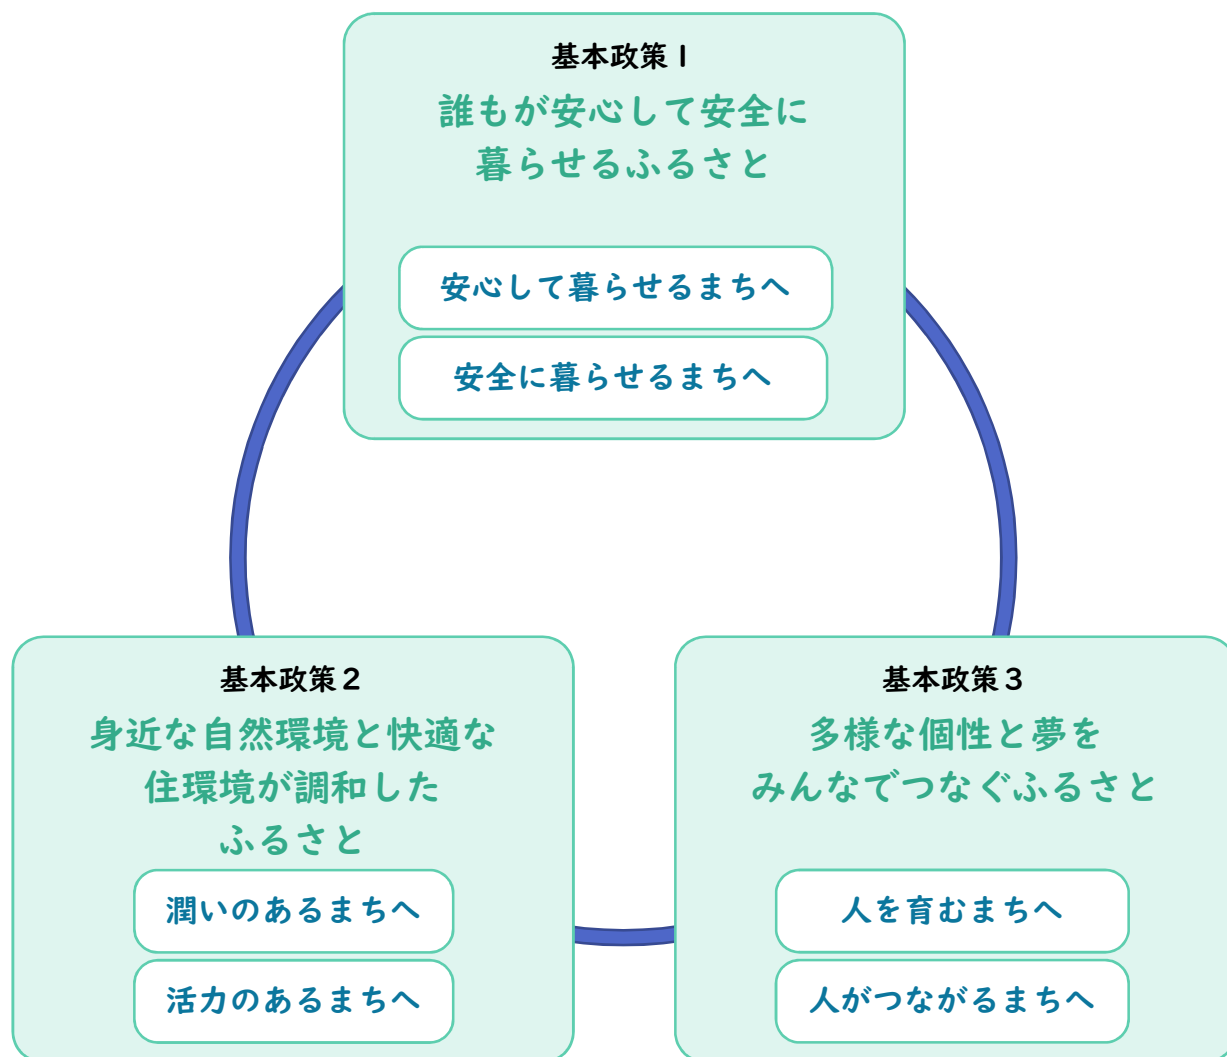 基本政策1
誰もが安心して安全に
暮らせるふるさと
安心して暮らせるまちへ
安全に暮らせるまちへ
基本政策２
身近な自然環境と快適な
住環境が調和した
ふるさと
潤いのあるまちへ
活力のあるまちへ
基本政策３
多様な個性と夢を
みんなでつなぐふるさと
人を育むまちへ
人がつながるまちへ